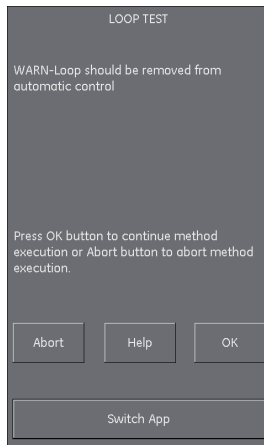 LOOP TEST
WARN-Loop should be removed from
automatic control
Press OK button to continue method
execution or Abort button to abort method
execution.
Abort
Help
OK
Switch App